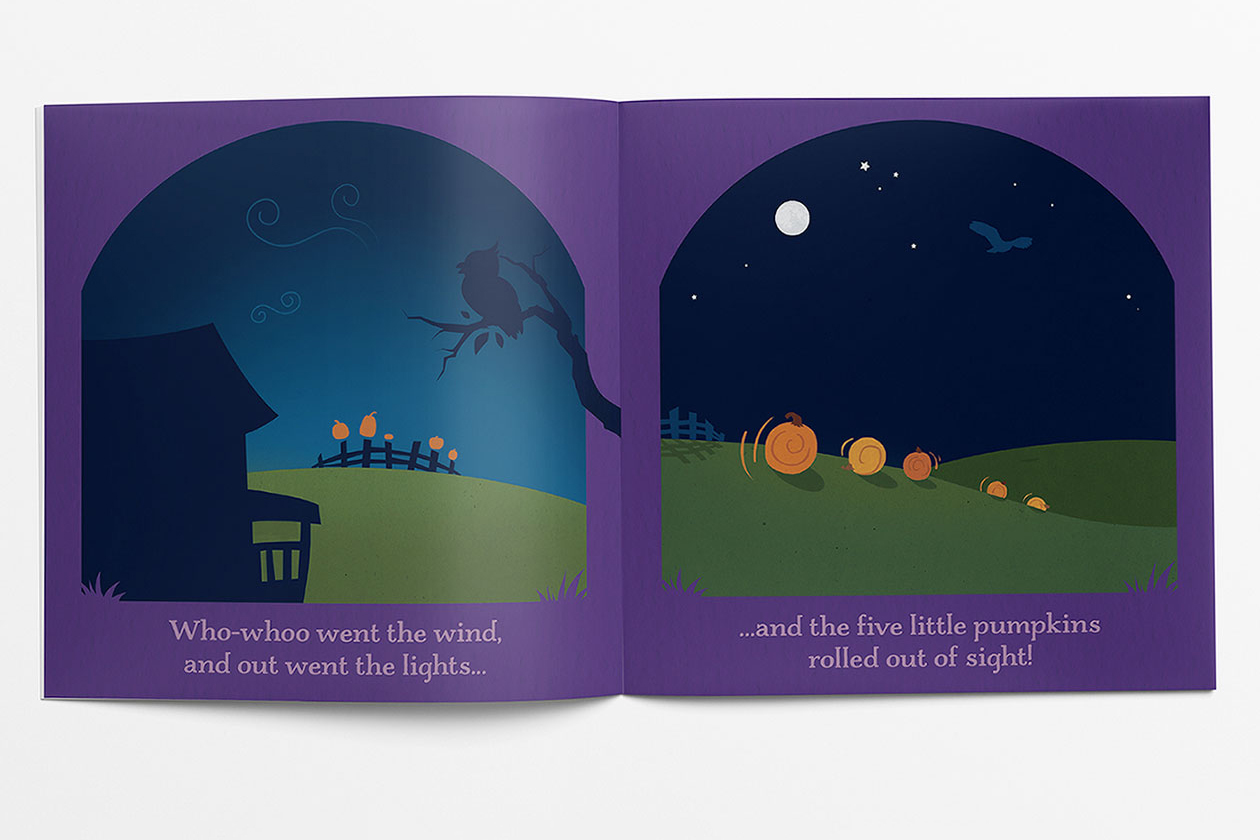 Who-whoo went the wind,
and out went the lights...
...and the five little pumpkins
rolled out of sight!